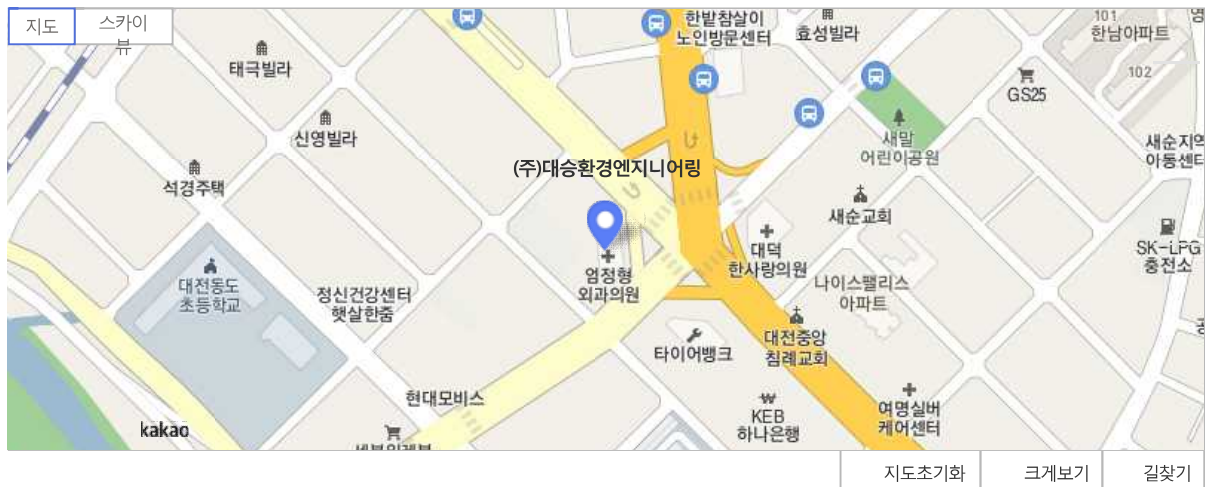 지도
스카이
뷰
한밭참살이
노인방문센터
효성빌라
101
한남아파트
102
영
태극빌라
GS25
신영빌라
새말
어린이공원
새순지역
아동센터
(주)대승환경엔지니어링
석경주택
새순교회
대덕
한사랑의원
SK-LPG
충전소
엄정형
외과의원
대전동도
초등학교
정신건강센터
햇살한줌
나이스팰리스
아파트
대전중앙
침례교회
타이어뱅크
현대모비스
KEB
하나은행
여명실버
케어센터
kakao
지도초기화
크게보기
길찾기